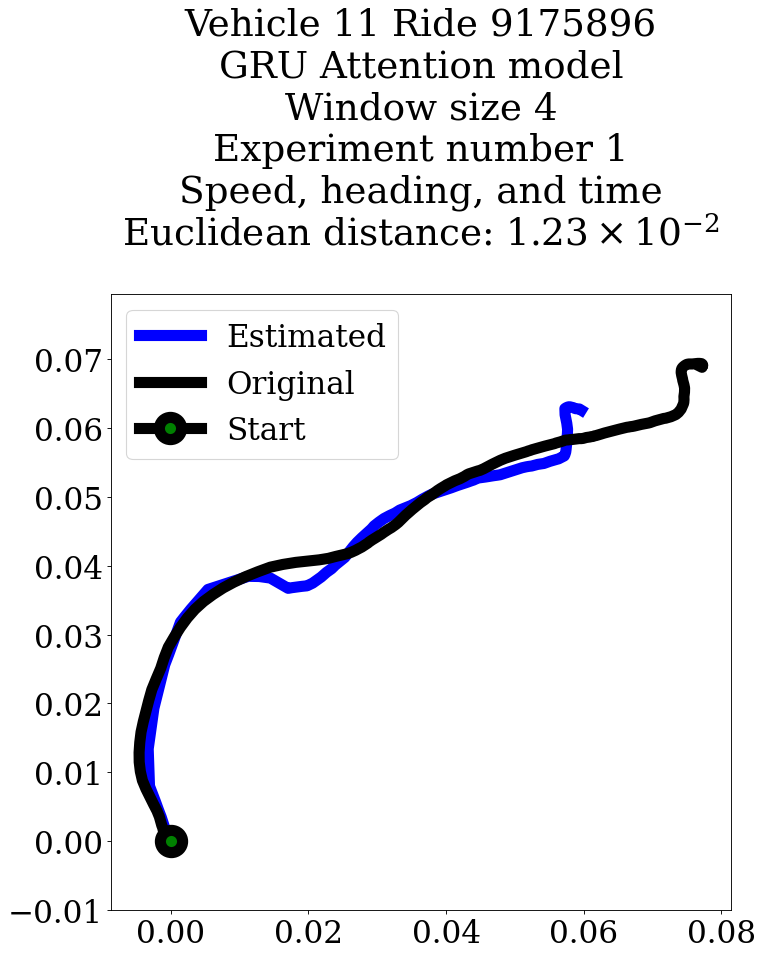 Vehicle 11 Ride 9175896
GRU Attention model
Window size 4
Experiment number 1
Speed, heading, and time
Euclidean distance: 1.23 × 10⁻²
Estimated
Original
Start
0.07
0.06
0.05
0.04
0.03
0.02
0.01
0.00
−0.01
0.00 0.02 0.04 0.06 0.08